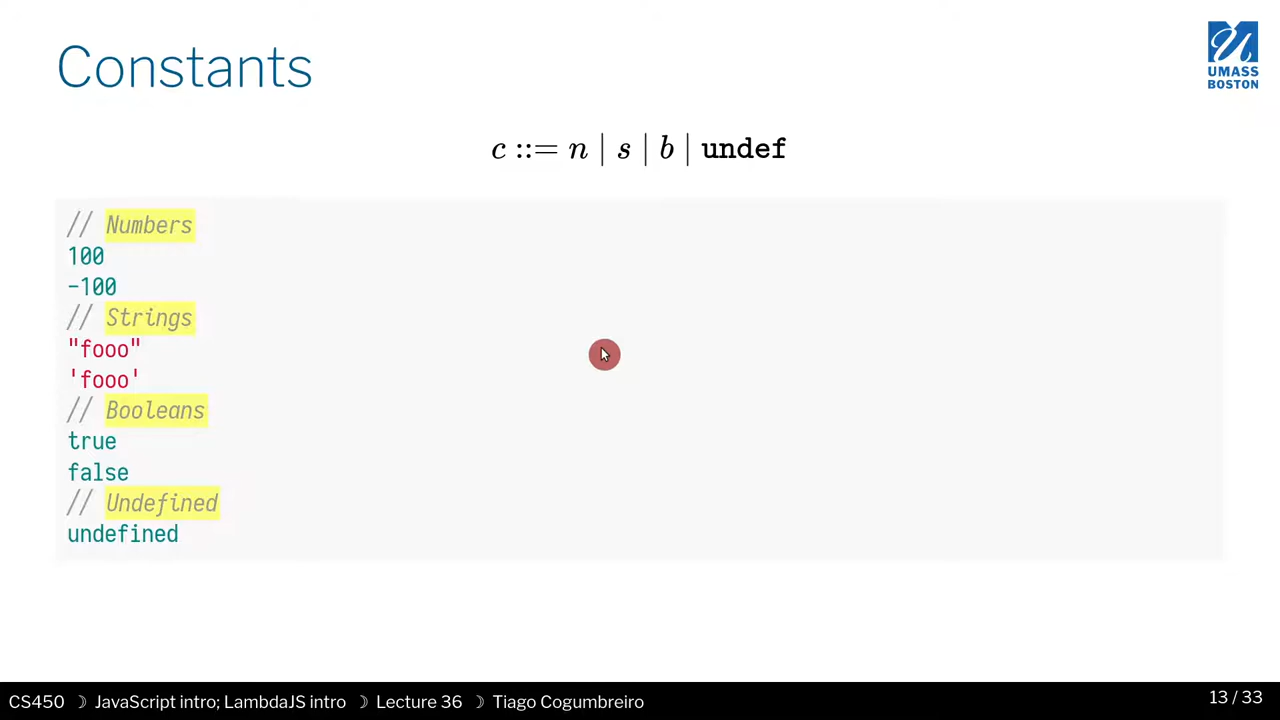 Constants
UMASS
BOSTON
c ::= n | s | b | undef
// Numbers
100
-100
// Strings
"fooo"
'fooo'
// Booleans
true
false
// Undefined
undefined
CS450 ☽ JavaScript intro; LambdaJS intro ☽ Lecture 36 ☽ Tiago Cogumbreiro
13 / 33